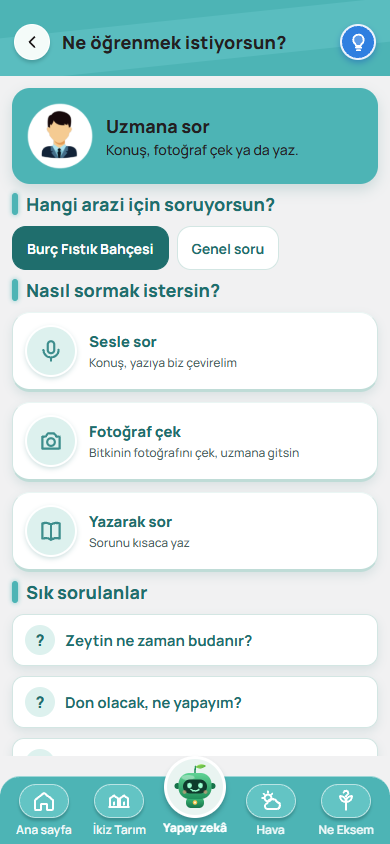 Ne öğrenmek istiyorsun?
Uzmana sor
Konuş, fotoğraf çek ya da yaz.
Hangi arazi için soruyorsun?
Burç Fıstık Bahçesi
Genel soru
Nasıl sormak istersin?
Sesle sor
Konuş, yazıya biz çevirelim
Fotoğraf çek
Bitkinin fotoğrafını çek, uzmana gitsin
Yazarak sor
Sorunu kısaca yaz
Sık sorulanlar
? Zeytin ne zaman budanır?
? Don olacak, ne yapayım?
Ana sayfa
İkiz Tarım
Yapay zekâ
Hava
Ne Eksem